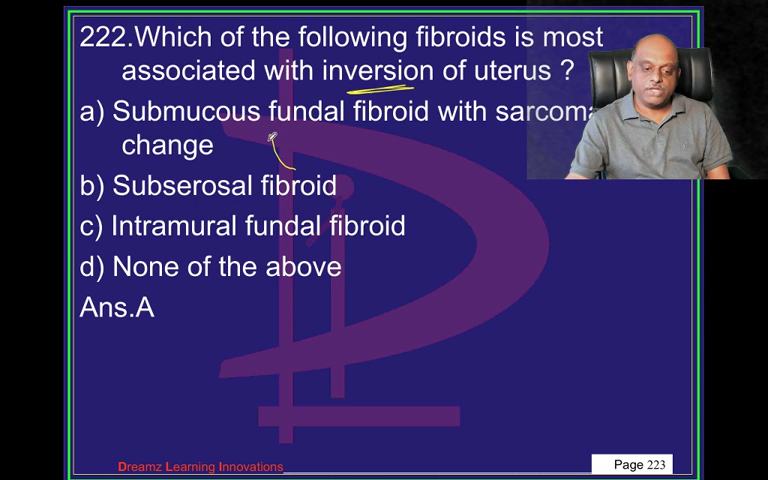 222.Which of the following fibroids is most
associated with inversion of uterus ?
a) Submucous fundal fibroid with
change
b) Subserosal fibroid
c) Intramural fundal fibroid
d) None of the above
Ans.A
Dreamz Learning Innovations
Page 223